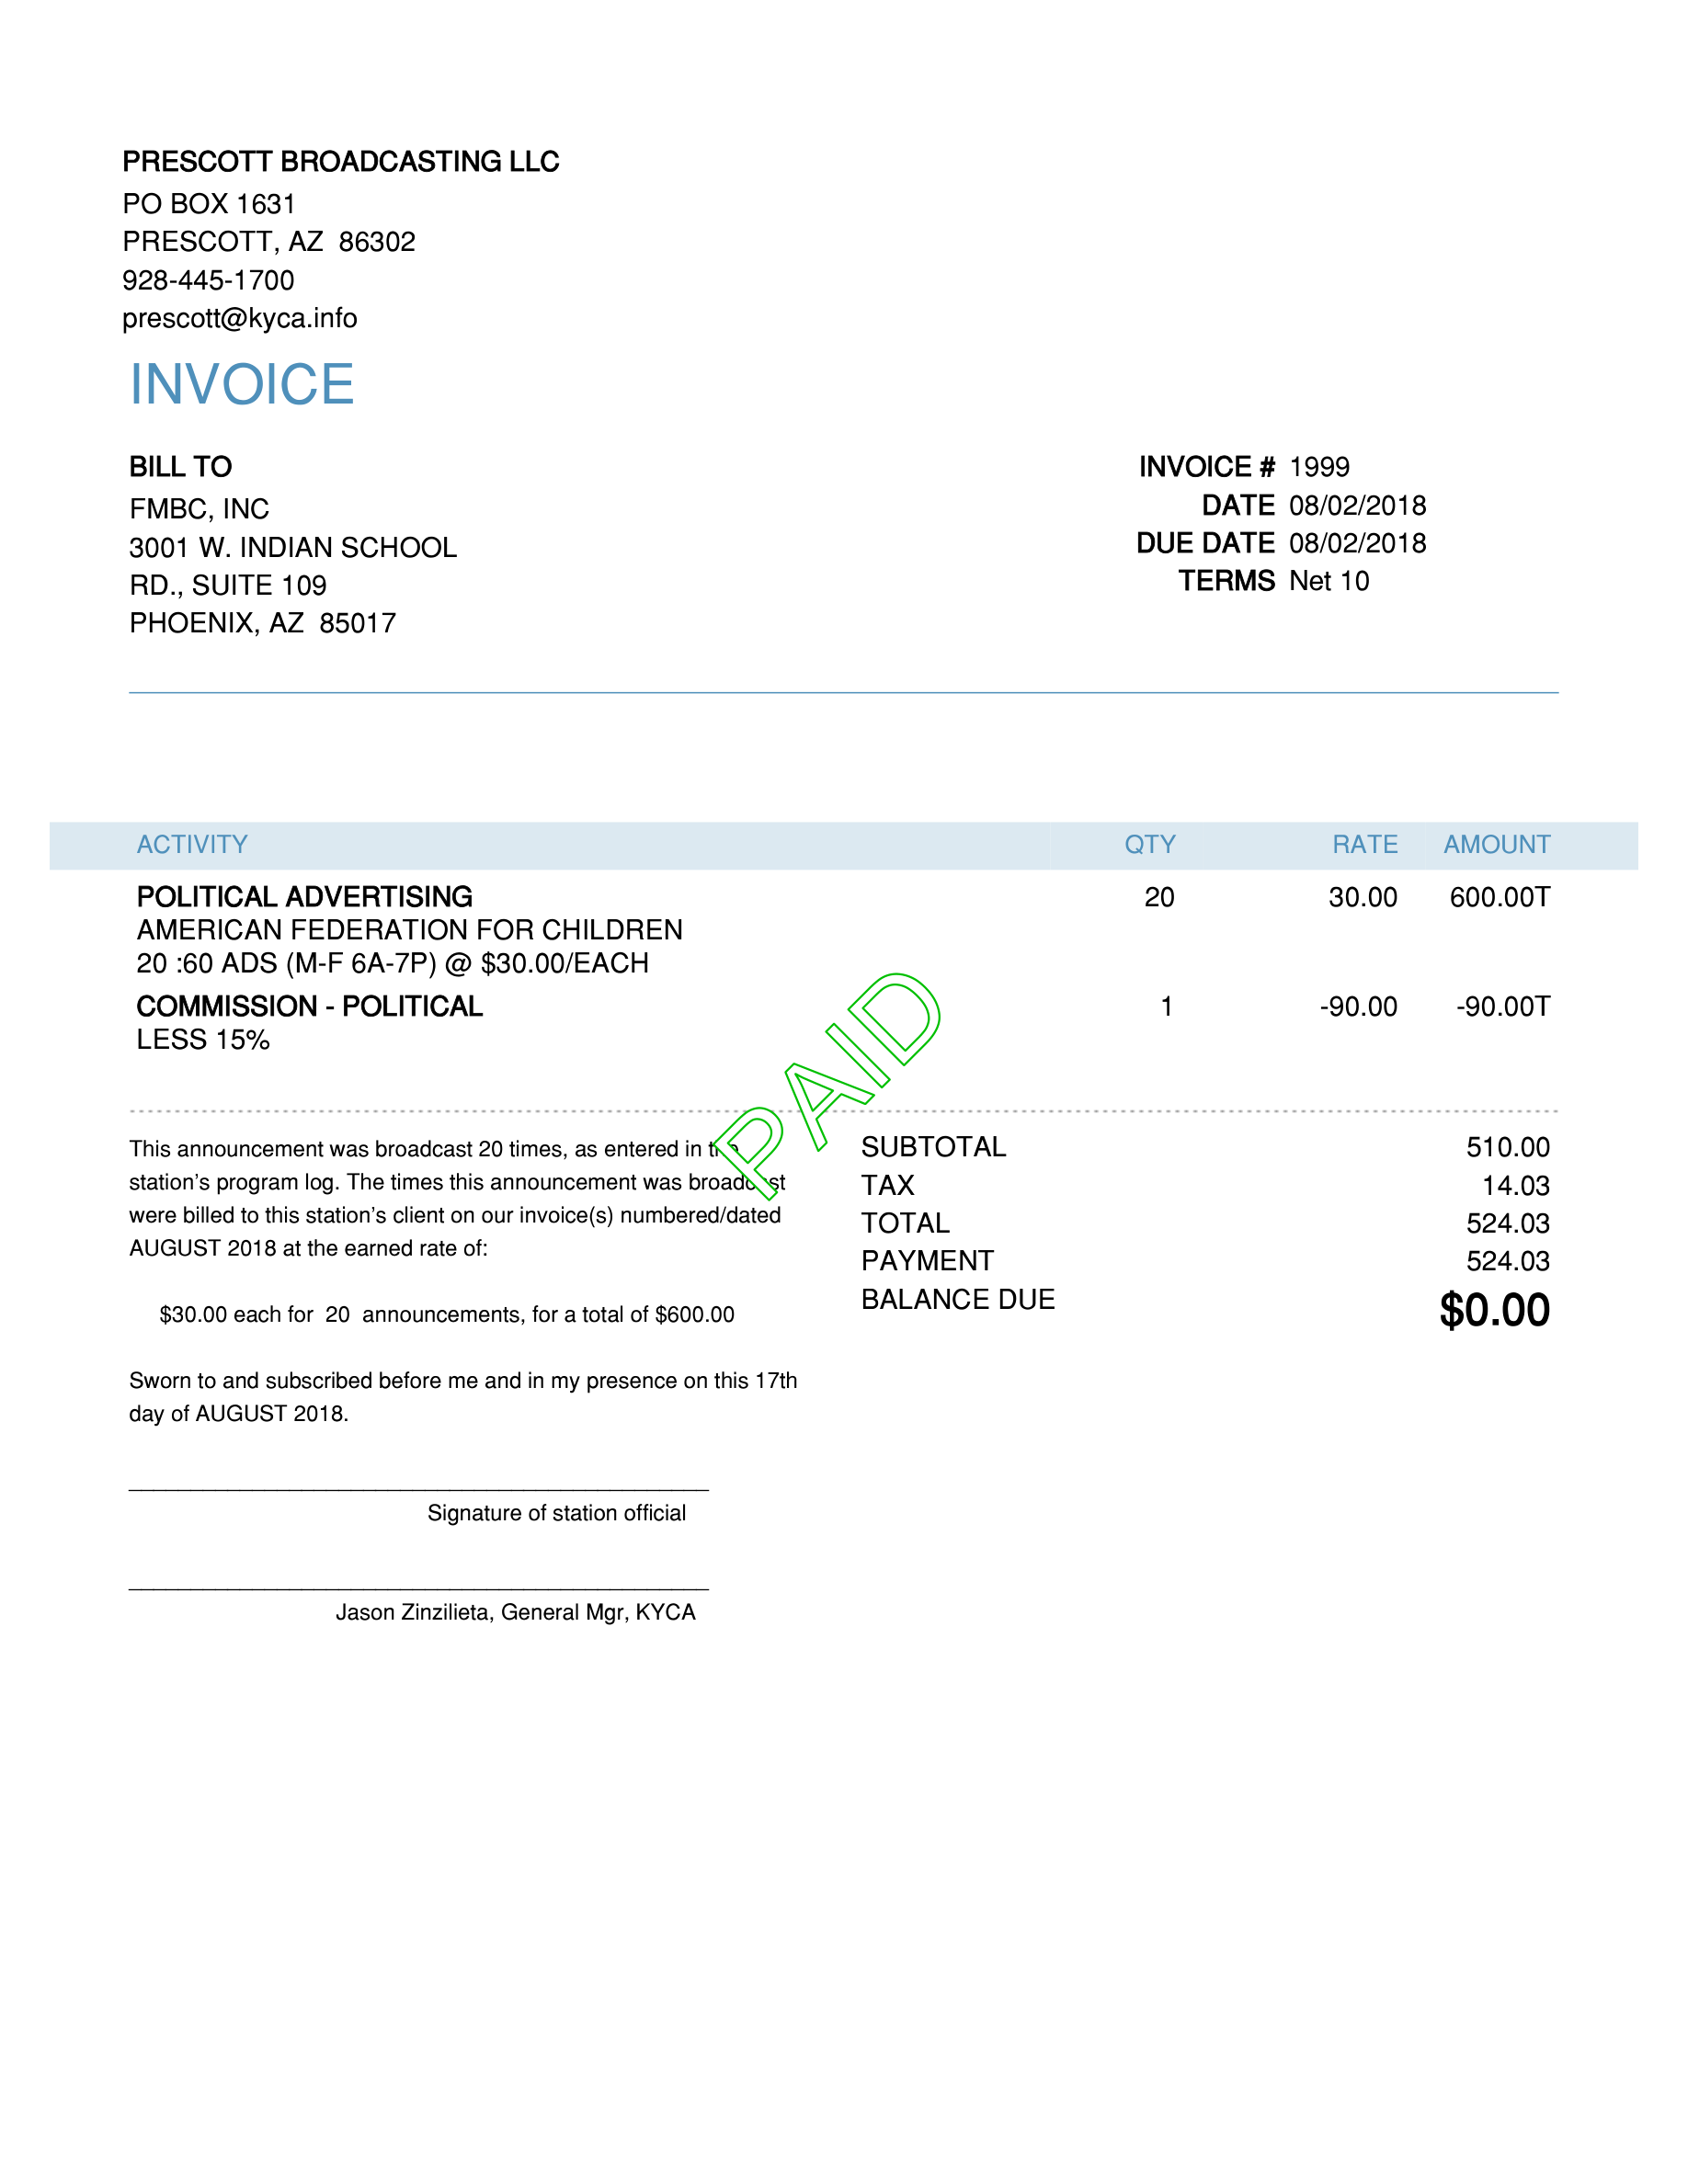 PRESCOTT BROADCASTING LLC
PO BOX 1631
PRESCOTT, AZ  86302
928-445-1700
prescott@kyca.info
INVOICE
BILL TO
FMBC, INC
3001 W. INDIAN SCHOOL
RD., SUITE 109
PHOENIX, AZ  85017
INVOICE # 1999
DATE 08/02/2018
DUE DATE 08/02/2018
TERMS Net 10
ACTIVITY QTY RATE AMOUNT
POLITICAL ADVERTISING 20 30.00 600.00T
AMERICAN FEDERATION FOR CHILDREN
20 :60 ADS (M-F 6A-7P) @ $30.00/EACH
COMMISSION - POLITICAL 1 -90.00 -90.00T
LESS 15%
PAID
This announcement was broadcast 20 times, as entered in the
station’s program log. The times this announcement was broadcast
were billed to this station’s client on our invoice(s) numbered/dated
AUGUST 2018 at the earned rate of:
$30.00 each for  20  announcements, for a total of $600.00
Sworn to and subscribed before me and in my presence on this 17th
day of AUGUST 2018.
Signature of station official
Jason Zinzilieta, General Mgr, KYCA
SUBTOTAL 510.00
TAX 14.03
TOTAL 524.03
PAYMENT 524.03
BALANCE DUE $0.00